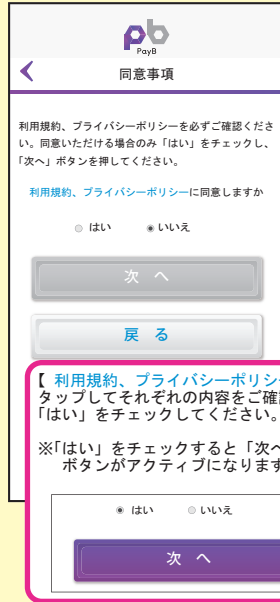 pb
PayB
同意事項
利用規約、プライバシーポリシーを必ずご確認くださ
い。同意いただける場合のみ「はい」をチェックし、
「次へ」ボタンを押してください。
利用規約、プライバシーポリシーに同意しますか
はい いいえ
次 へ
戻 る
【 利用規約、プライバシーポリシ
タップしてそれぞれの内容をご確
「はい」をチェックしてください。
※「はい」をチェックすると「次へ
ボタンがアクティブになります
はい いいえ
次 へ